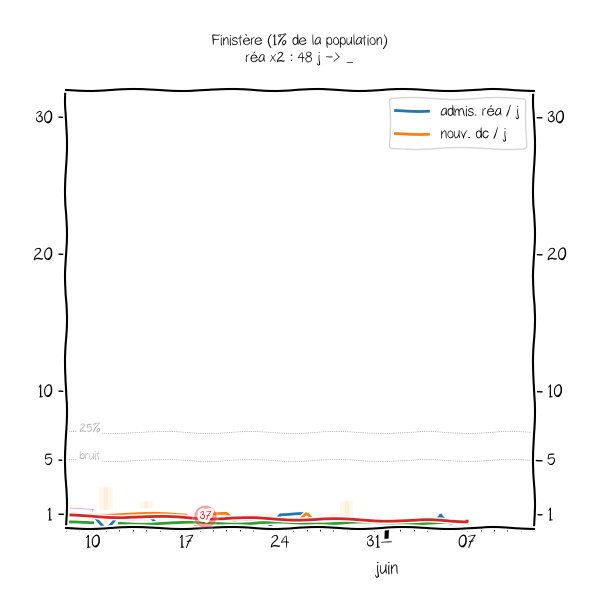 Finistère (1% de la population)
réa x2 : 48 j -> _
admis. réa / j
nouv. dc / j
30
30
20
20
10
10
25%
5
bruit
5
1
37
1
10
17
24
31
07
juin